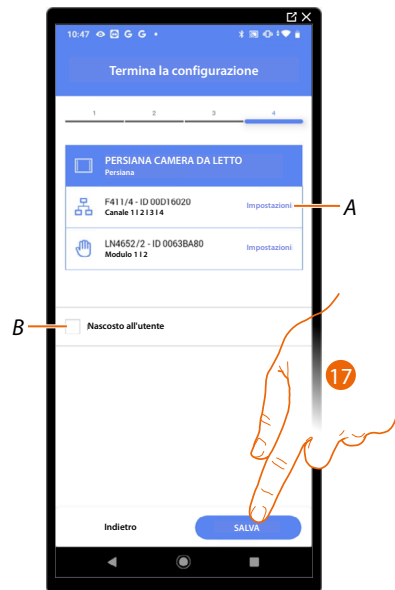 10:47 G G
Termina la configurazione
1 2 3 4
PERSIANA CAMERA DA LETTO
Persiana
F411/4 - ID 00D16020 Impostazioni
Canale 1 I 2 I 3 I 4
A
LN4652/2 - ID 0063BA80 Impostazioni
Modulo 1 I 2
B
Nascosto all'utente
17
Indietro SALVA